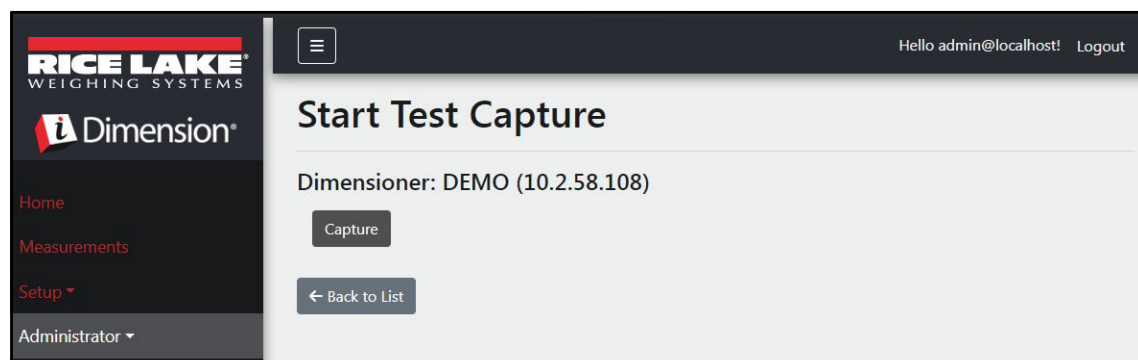 RICE LAKE®
WEIGHING SYSTEMS
i Dimension®
Home
Measurements
Setup
Administrator
Hello admin@localhost! Logout
Start Test Capture
Dimensioner: DEMO (10.2.58.108)
Capture
← Back to List